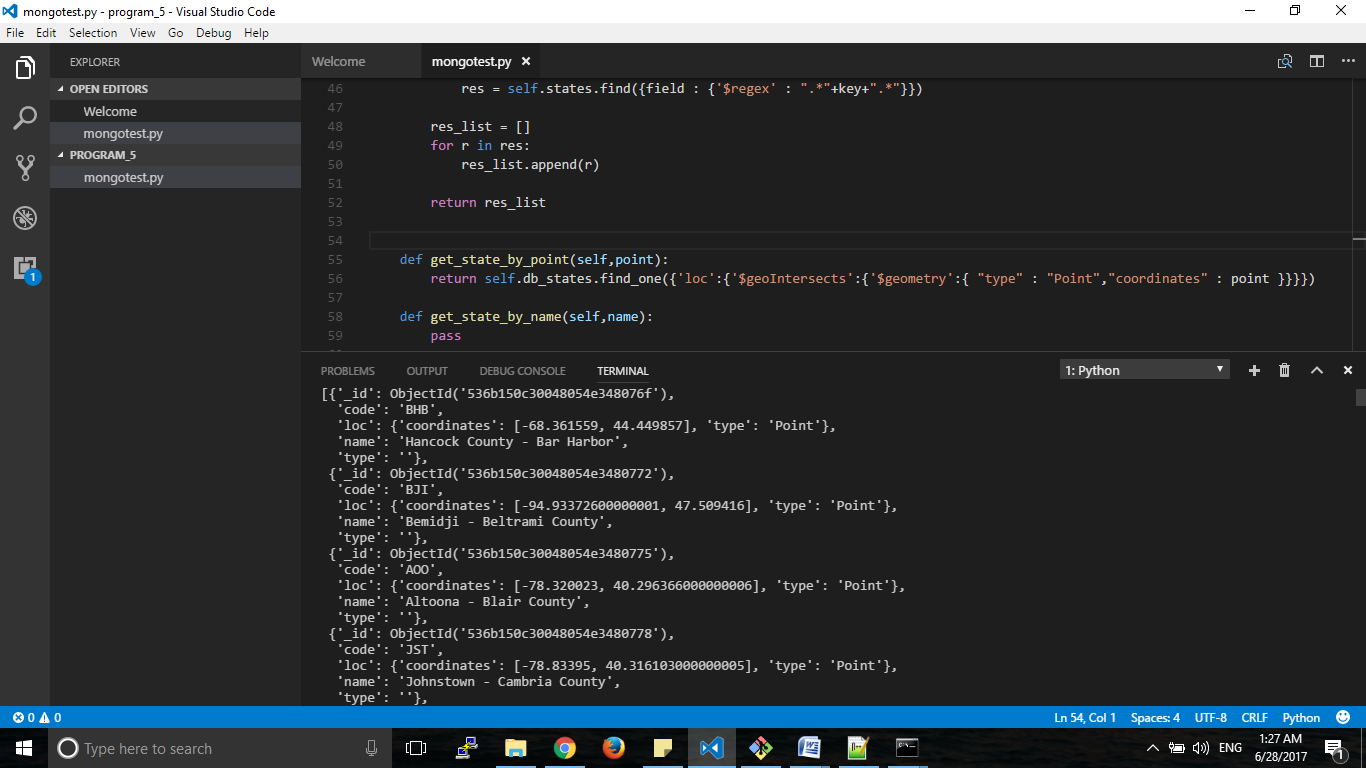 mongotest.py - program_5 - Visual Studio Code
File Edit Selection View Go Debug Help
EXPLORER
OPEN EDITORS
Welcome
mongotest.py
PROGRAM_5
mongotest.py
1
Welcome mongotest.py ×
46 res = self.states.find({field : {'$regex' : ".*"+key+".*"}})
47
48 res_list = []
49 for r in res:
50 res_list.append(r)
51
52 return res_list
53
54
55 def get_state_by_point(self,point):
56 return self.db_states.find_one({'loc':{'$geoIntersects':{'$geometry':{ "type" : "Point","coordinates" : point }}}})
57
58 def get_state_by_name(self,name):
59 pass
PROBLEMS OUTPUT DEBUG CONSOLE TERMINAL 1: Python
[{'_id': ObjectId('536b150c30048054e348076f'),
'code': 'BHB',
'loc': {'coordinates': [-68.361559, 44.449857], 'type': 'Point'},
'name': 'Hancock County - Bar Harbor',
'type': ''},
{'_id': ObjectId('536b150c30048054e3480772'),
'code': 'BJI',
'loc': {'coordinates': [-94.93372600000001, 47.509416], 'type': 'Point'},
'name': 'Bemidji - Beltrami County',
'type': ''},
{'_id': ObjectId('536b150c30048054e3480775'),
'code': 'AOO',
'loc': {'coordinates': [-78.320023, 40.296366000000006], 'type': 'Point'},
'name': 'Altoona - Blair County',
'type': ''},
{'_id': ObjectId('536b150c30048054e3480778'),
'code': 'JST',
'loc': {'coordinates': [-78.83395, 40.316103000000005], 'type': 'Point'},
'name': 'Johnstown - Cambria County',
'type': ''},
0 0 Ln 54, Col 1 Spaces: 4 UTF-8 CRLF Python
Type here to search
ENG
1:27 AM
6/28/2017
1